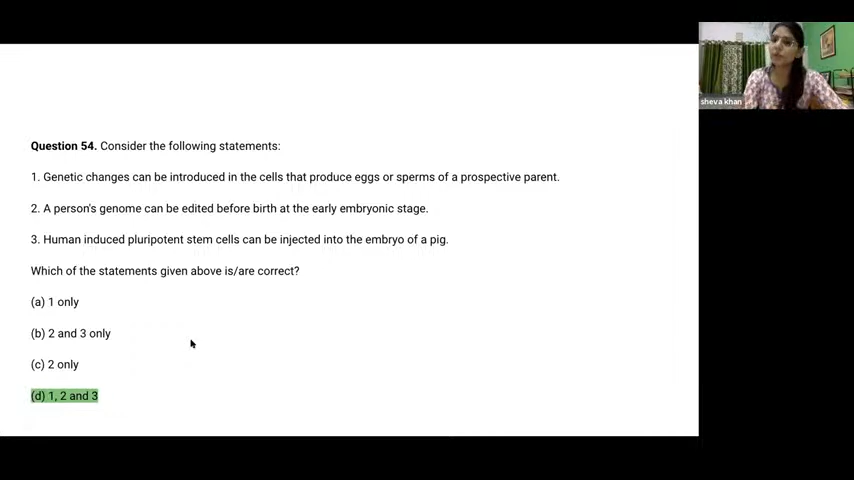 Question 54. Consider the following statements:
1. Genetic changes can be introduced in the cells that produce eggs or sperms of a prospective parent.
2. A person's genome can be edited before birth at the early embryonic stage.
3. Human induced pluripotent stem cells can be injected into the embryo of a pig.
Which of the statements given above is/are correct?
(a) 1 only
(b) 2 and 3 only
(c) 2 only
(d) 1, 2 and 3
sheva khan